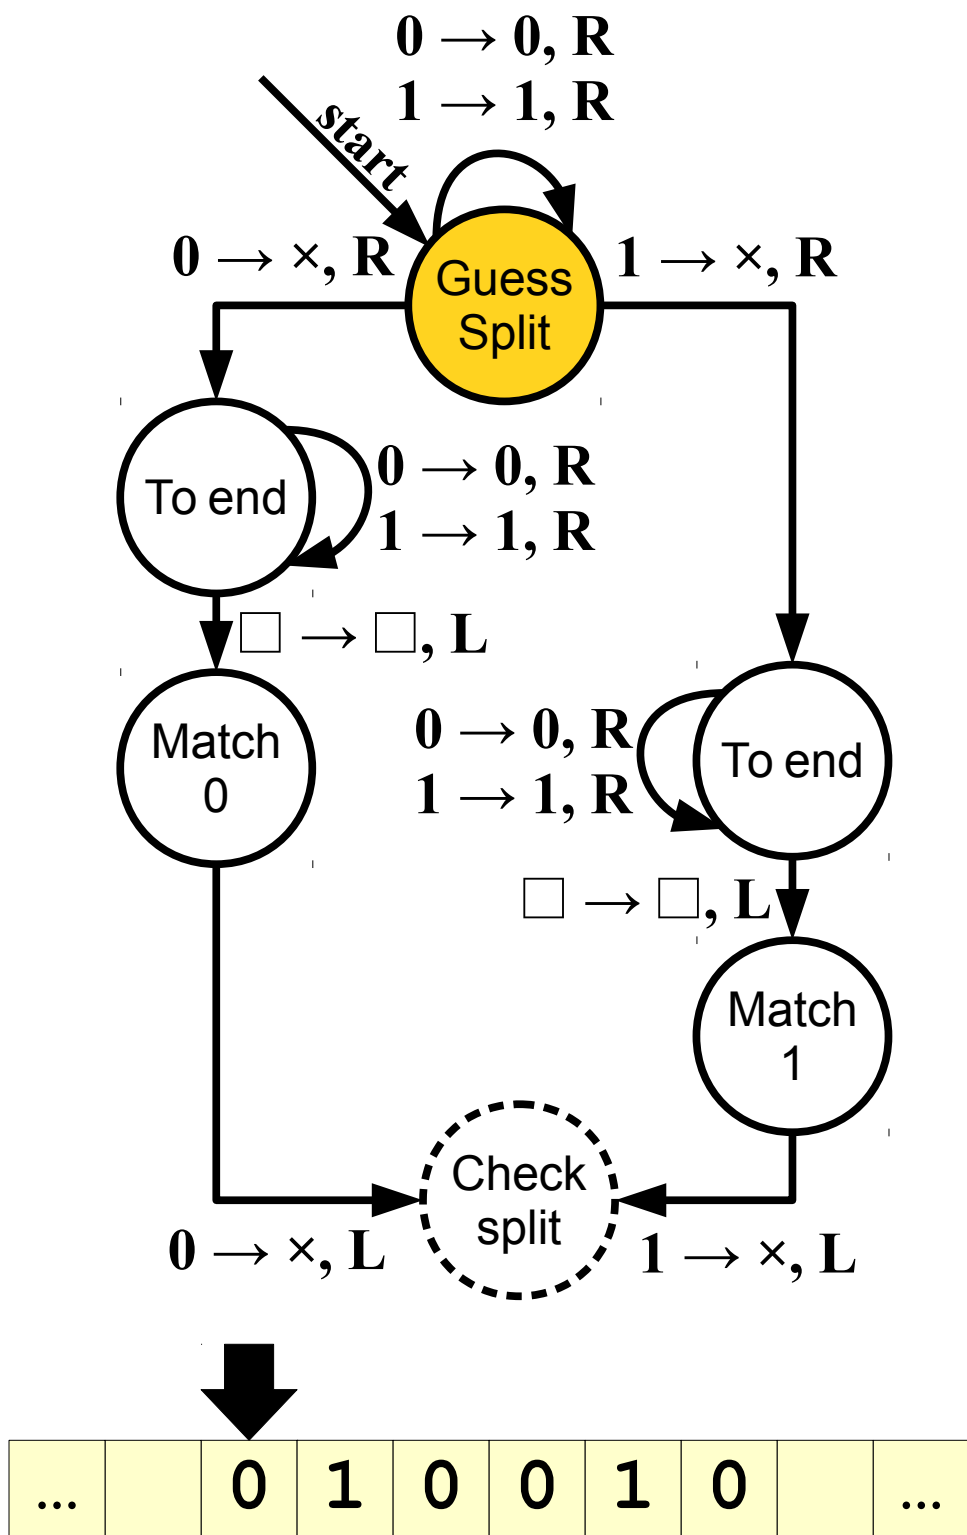 0 → 0, R
1 → 1, R
start
0 → ×, R
1 → ×, R
Guess
Split
To end
0 → 0, R
1 → 1, R
□ → □, L
Match
0
0 → 0, R
1 → 1, R
To end
□ → □, L
Match
1
Check
split
0 → ×, L
1 → ×, L
... 0 1 0 0 1 0 ...